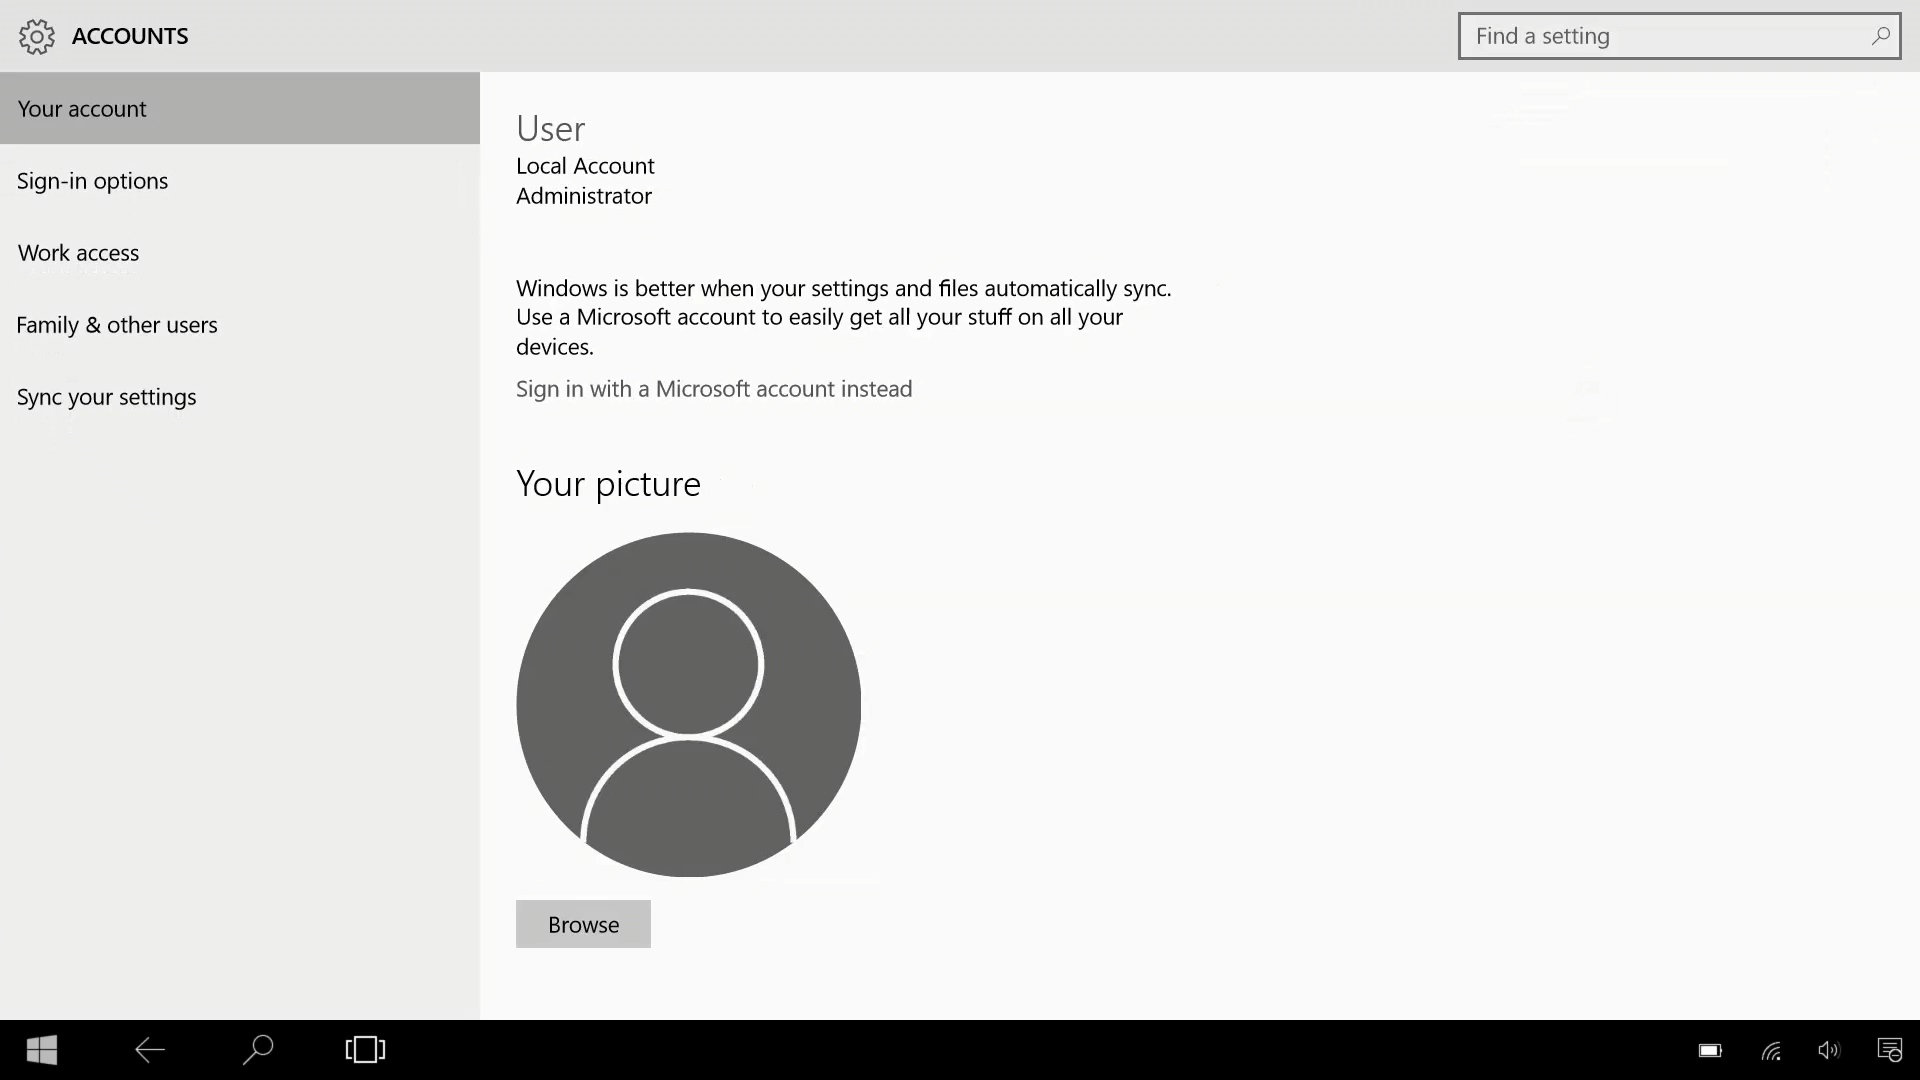 ACCOUNTS
Find a setting
Your account
Sign-in options
Work access
Family & other users
Sync your settings
User
Local Account
Administrator
Windows is better when your settings and files automatically sync.
Use a Microsoft account to easily get all your stuff on all your
devices.
Sign in with a Microsoft account instead
Your picture
Browse